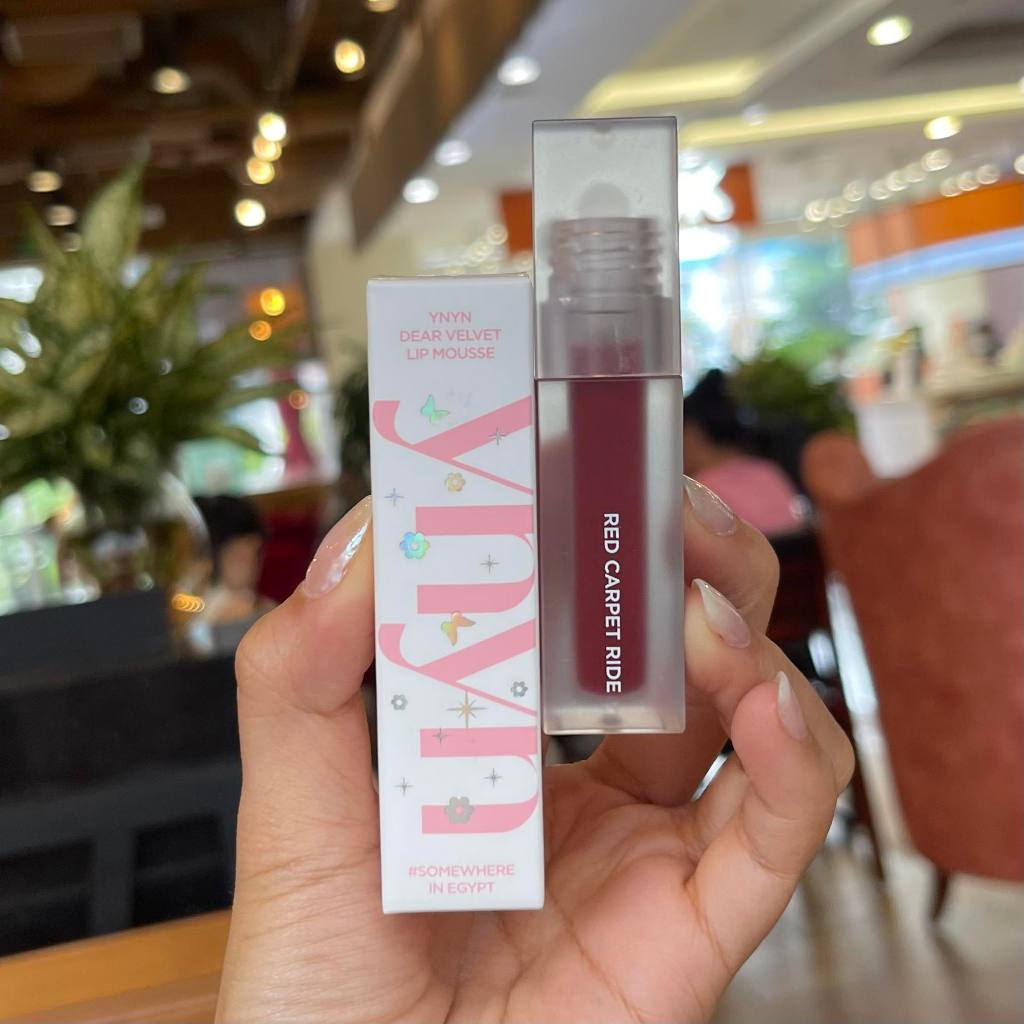 YNYN
DEAR VELVET
LIP MOUSSE
ynyn
#SOMEWHERE
IN EGYPT
RED CARPET RIDE